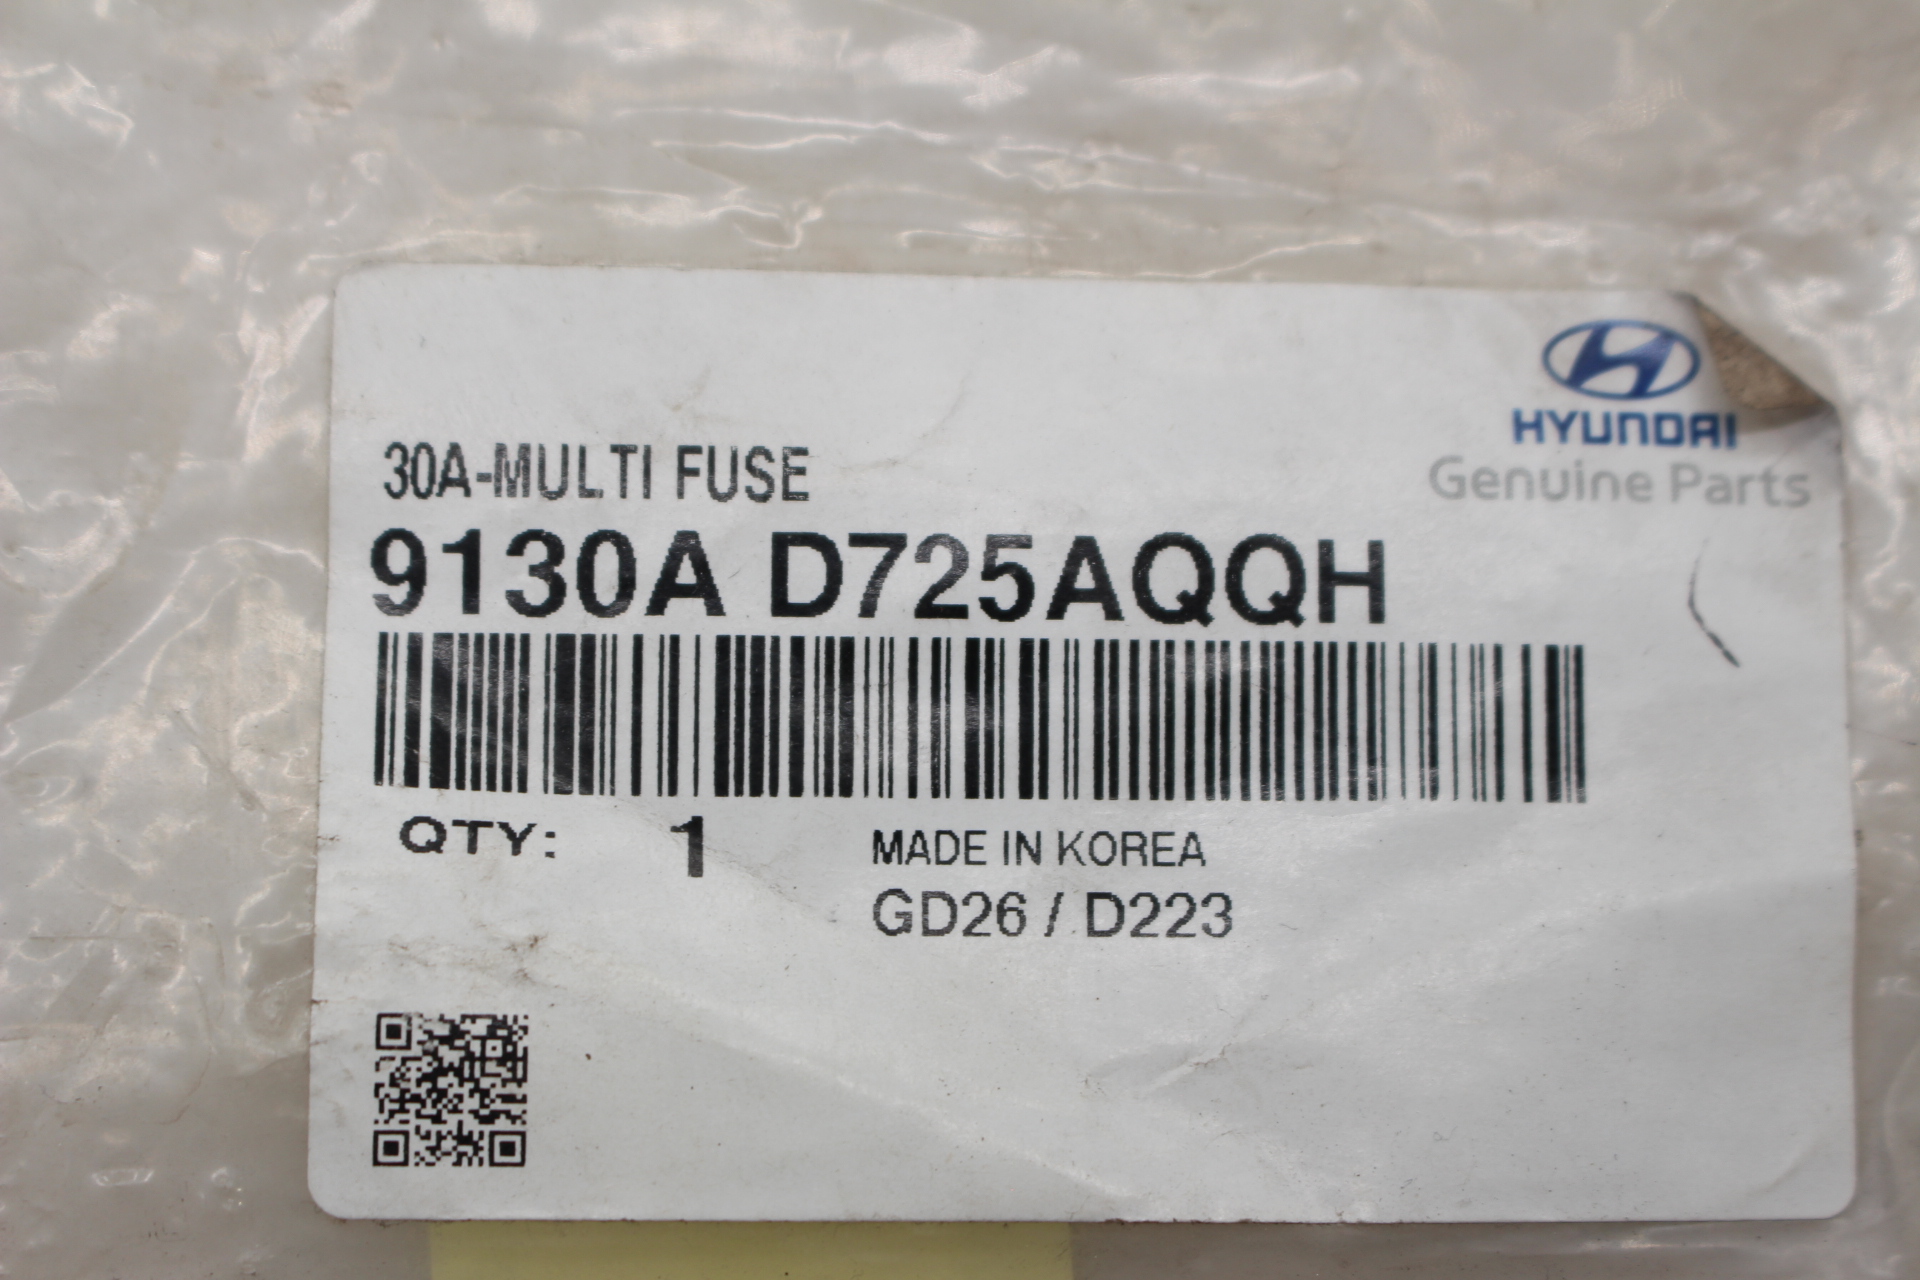 HYUNDAI
Genuine Parts
30A-MULTI FUSE
9130A D725AQQH
QTY: 1 MADE IN KOREA
GD26 / D223